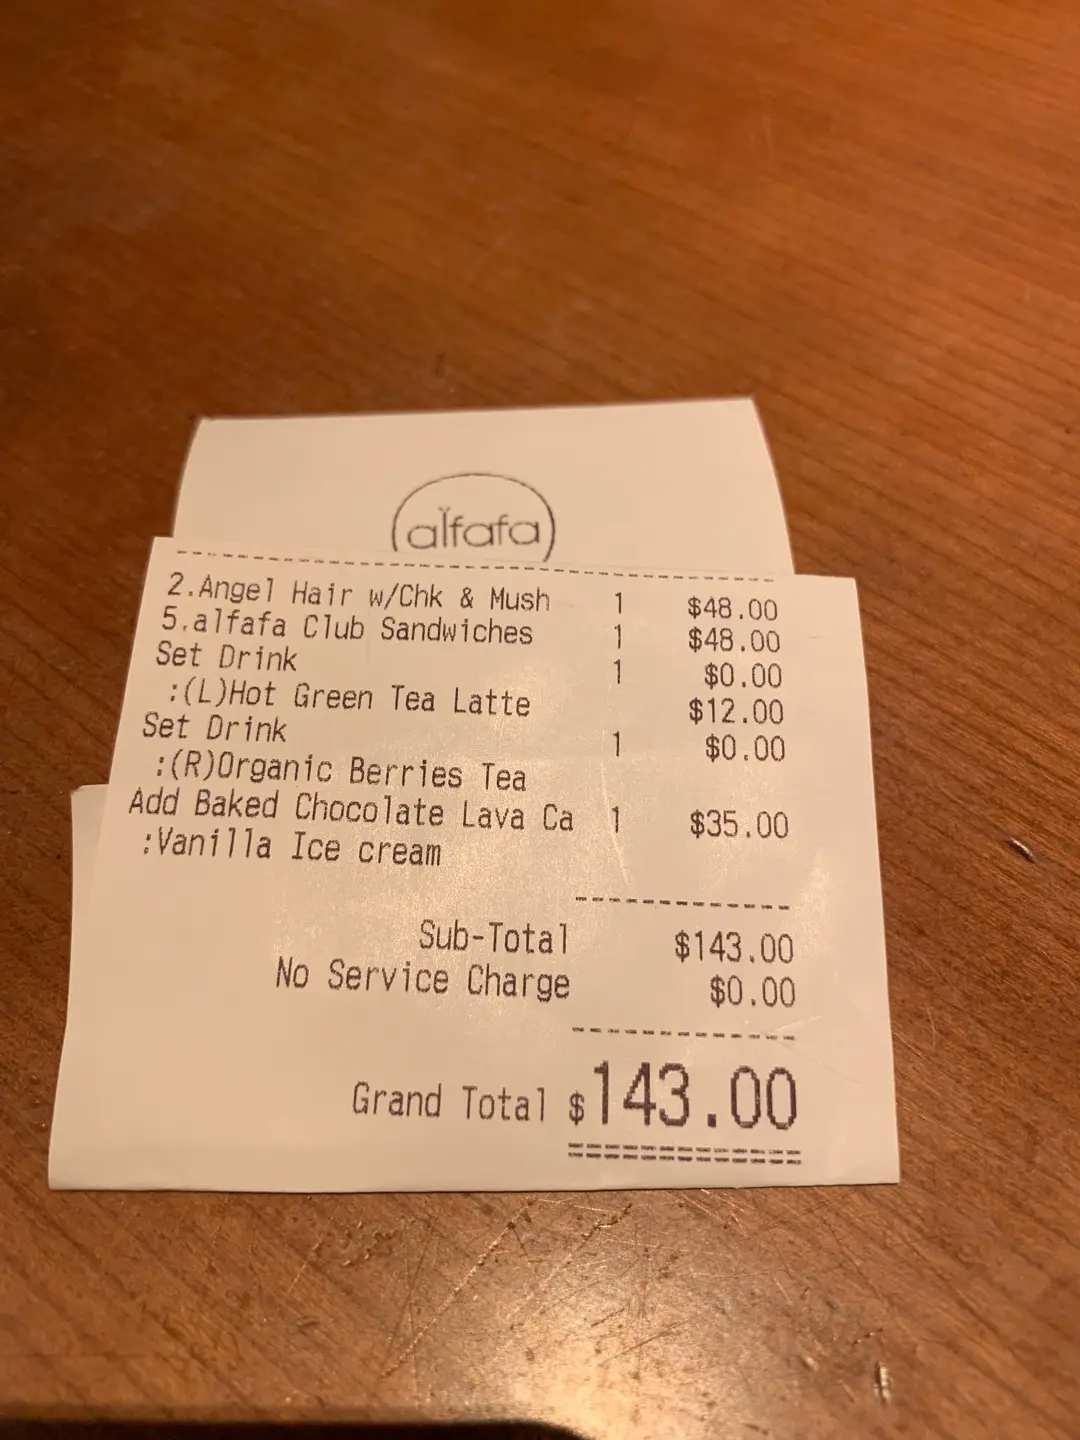 alfafa
2.Angel Hair w/Chk & Mush 1 $48.00
5.alfafa Club Sandwiches 1 $48.00
Set Drink 1 $0.00
:(L)Hot Green Tea Latte $12.00
Set Drink 1 $0.00
:(R)Organic Berries Tea
Add Baked Chocolate Lava Ca 1 $35.00
:Vanilla Ice cream
Sub-Total $143.00
No Service Charge $0.00
Grand Total $143.00